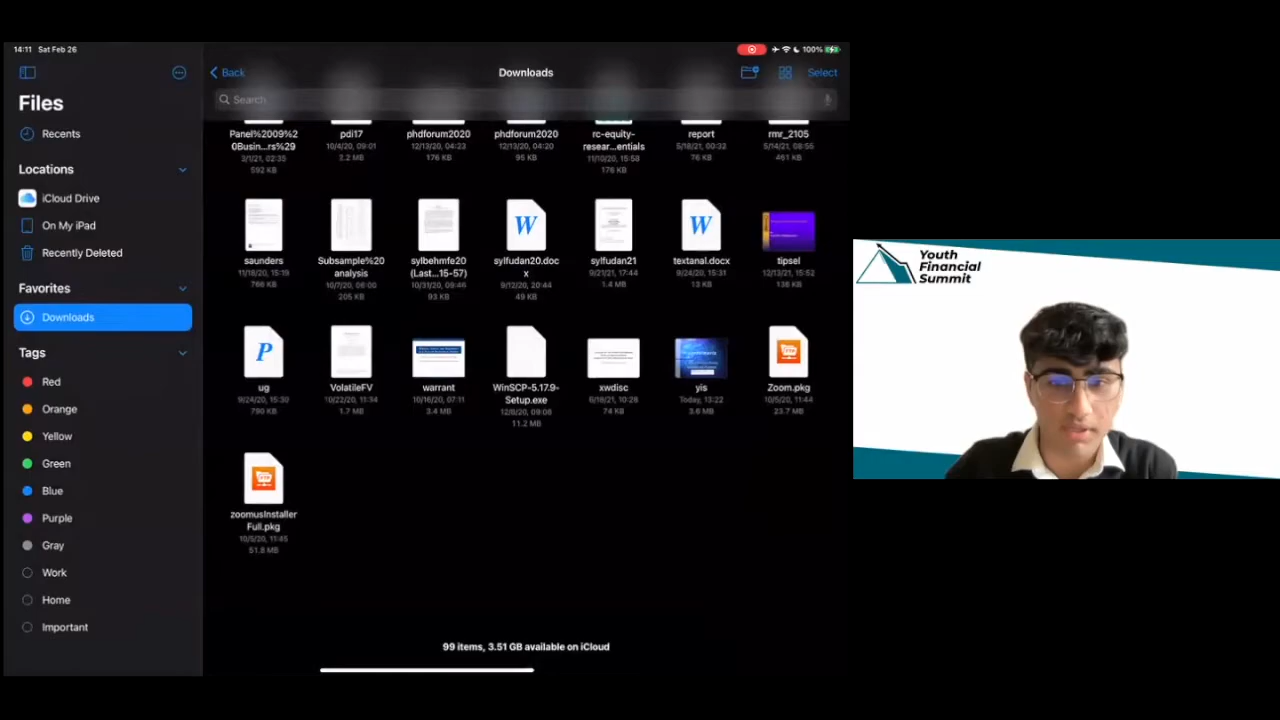 14:11 Sat Feb 26
100%
Files
Recents
Locations
iCloud Drive
On My iPad
Recently Deleted
Favorites
Downloads
Tags
Red
Orange
Yellow
Green
Blue
Purple
Gray
Work
Home
Important
Back
Downloads
Select
Search
Panel%2009%2 pdi17 phdforum2020 phdforum2020 rc-equity- report rmr_2105
0Busin...rs%29 10/4/20, 09:01 12/13/20, 04:23 12/13/20, 04:20 resear...entials 5/18/21, 00:32 5/14/21, 08:55
3/1/21, 02:35 3.2 MB 176 KB 95 KB 11/10/20, 15:58 76 KB 461 KB
592 KB 176 KB
saunders Subsample%20 sylbehmfe20 sylfudan20.doc sylfudan21 textanal.docx tipsel
11/18/20, 15:19 analysis (Last...16-57) x 9/21/21, 17:44 9/24/20, 15:31 12/13/21, 15:52
766 KB 10/7/20, 06:00 10/31/20, 09:46 9/12/20, 20:44 1.4 MB 13 KB 138 KB
205 KB 93 KB 49 KB
W
W
P
ug VolatileFV warrant WinSCP-5.17.9- xwdisc yis Zoom.pkg
9/24/20, 15:30 10/22/20, 11:34 10/16/20, 07:11 Setup.exe 6/16/21, 10:28 Today, 13:22 10/5/20, 11:44
790 KB 1.7 MB 3.4 MB 12/8/20, 09:08 74 KB 3.6 MB 23.7 MB
11.2 MB
zoomusInstaller
Full.pkg
10/5/20, 11:45
51.8 MB
99 items, 3.51 GB available on iCloud
Youth
Financial
Summit